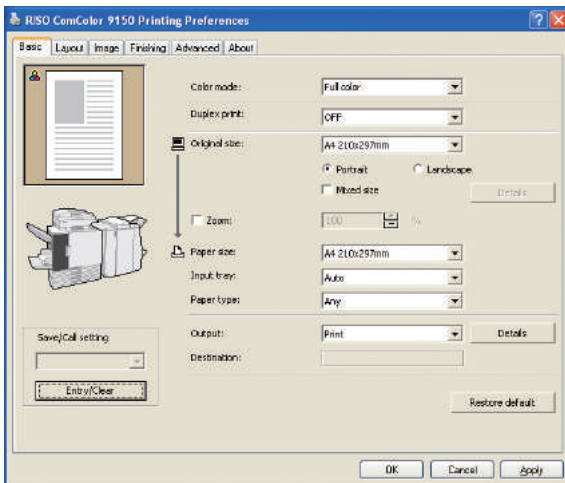 RISO ComColor 9150 Printing Preferences
Basic Layout Image Finishing Advanced About
Color mode: Full color
Duplex print: OFF
Original size: A4 210x297mm
Portrait Landscape
Mixed size Details
Zoom: 100 %
Paper size: A4 210x297mm
Input tray: Auto
Paper type: Any
Save/Call setting
Output: Print Details
Destination:
Entry/Clear
Restore default
OK Cancel Apply